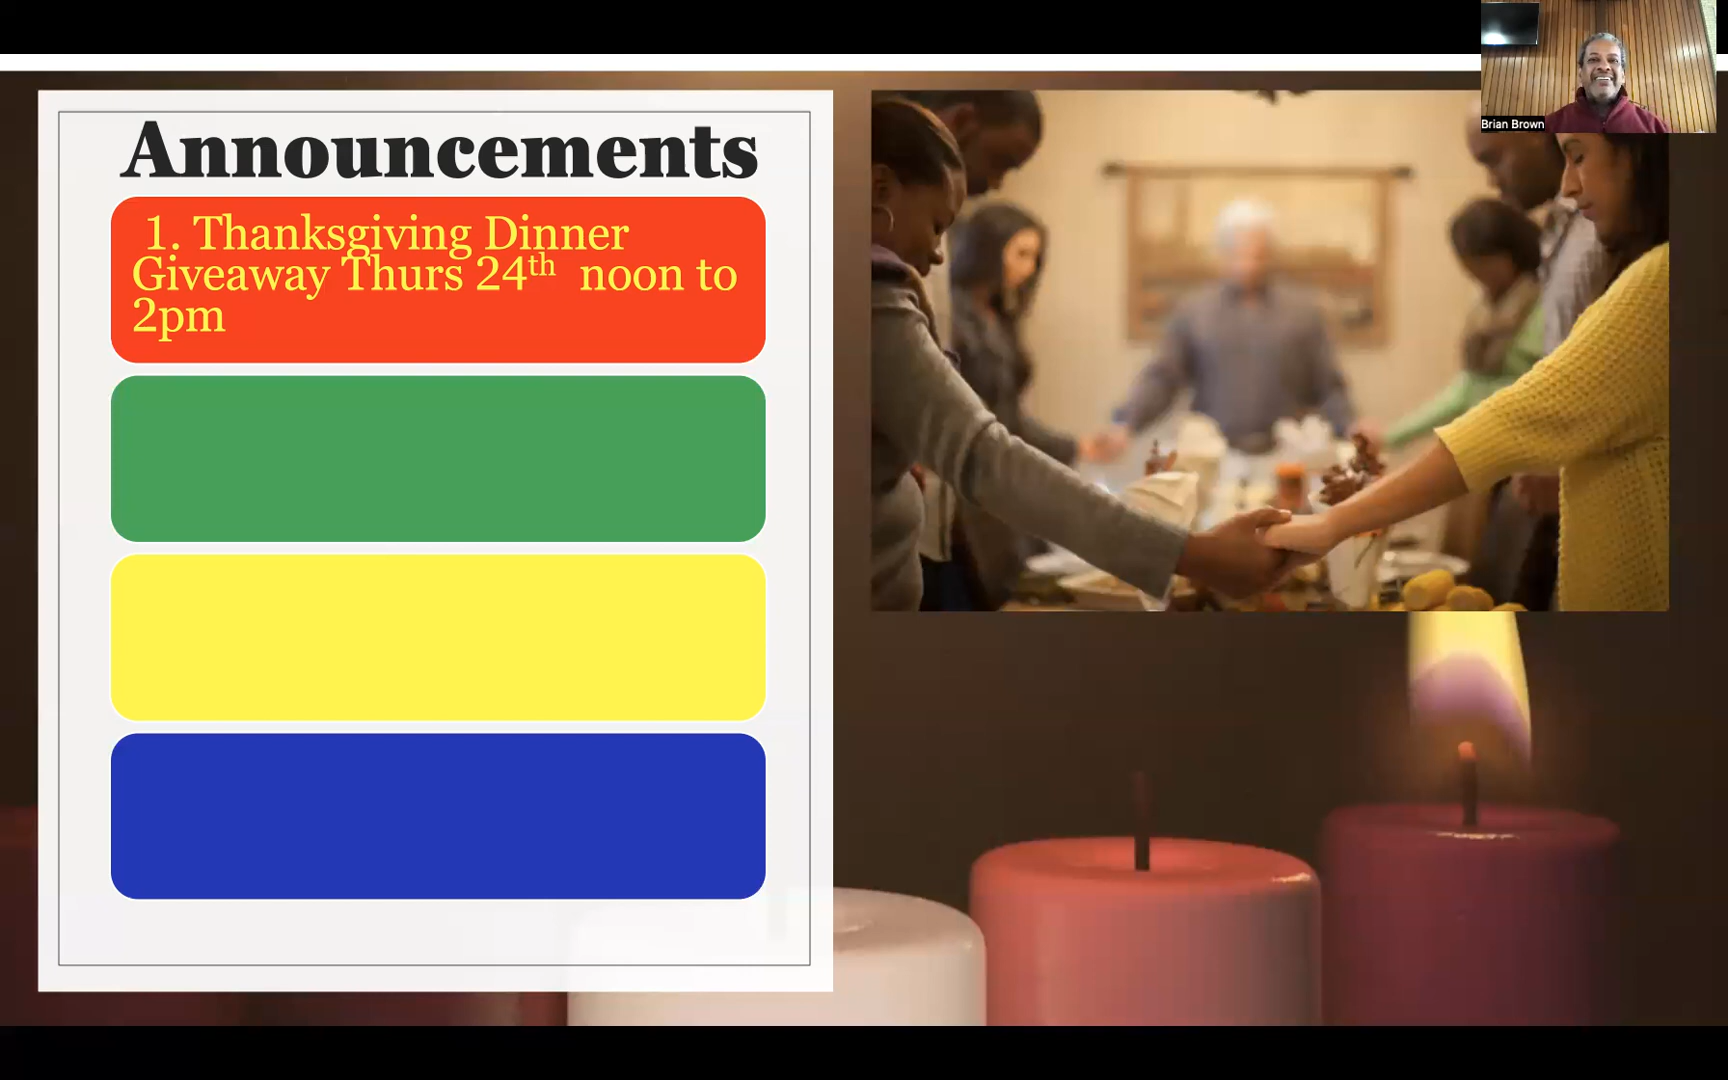 Announcements
1. Thanksgiving Dinner
Giveaway Thurs 24th noon to
2pm
Brian Brown